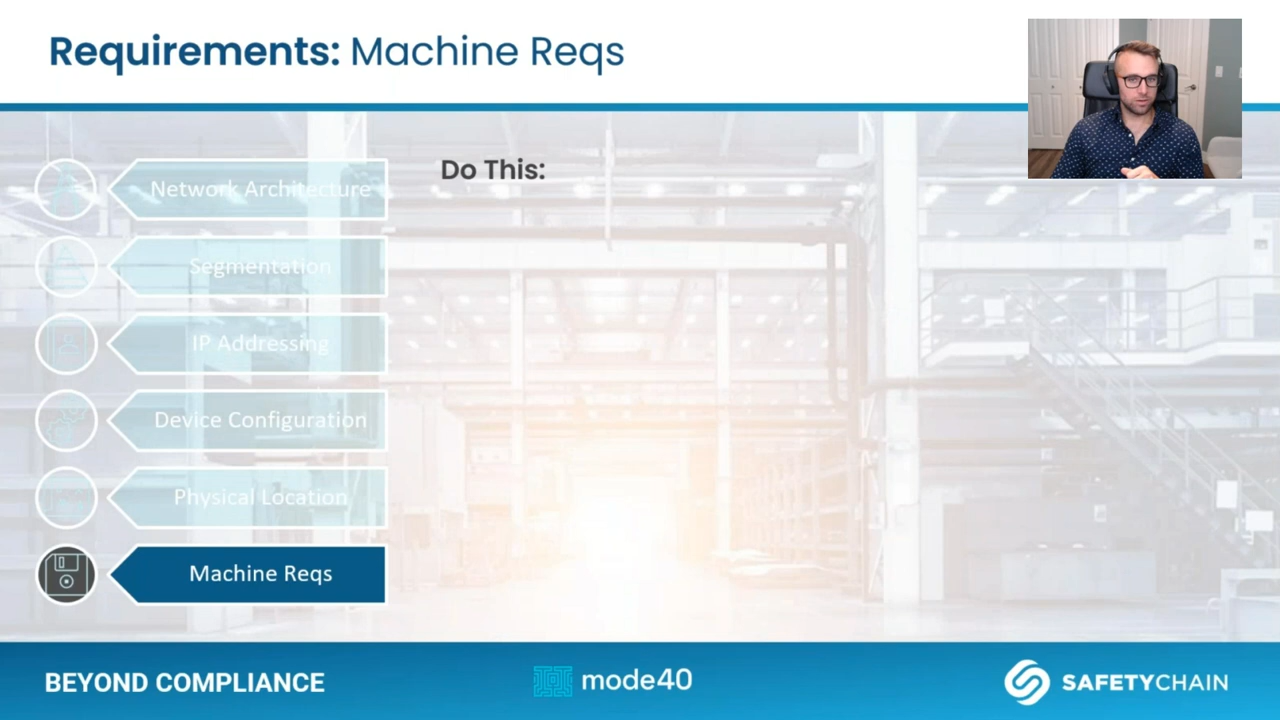 Requirements: Machine Reqs
Do This:
Network Architecture
Segmentation
IP Addressing
Device Configuration
Physical Location
Machine Reqs
BEYOND COMPLIANCE
mode40
SAFETYCHAIN